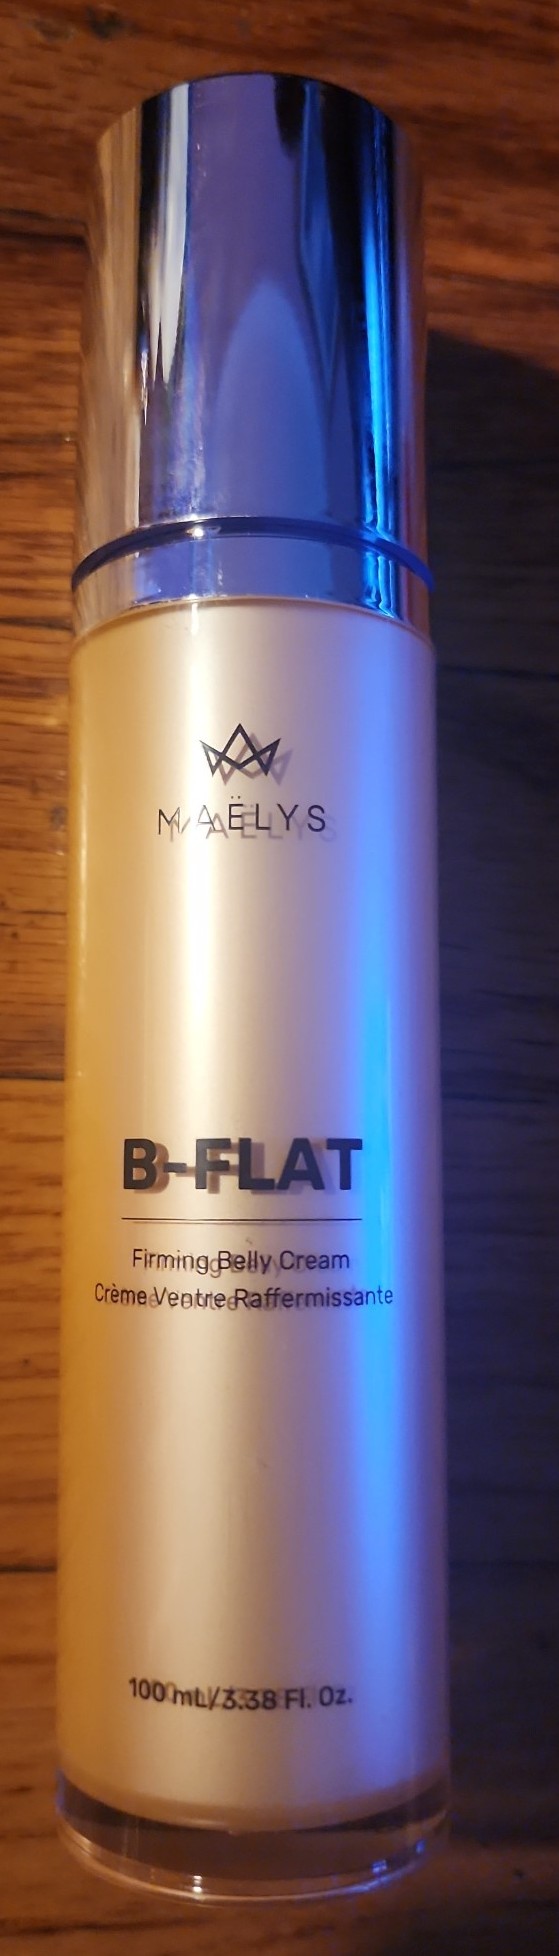 MAËLYS
B-FLAT
Firming Belly Cream
Crème Ventre Raffermissante
100 mL/3.38 Fl. Oz.